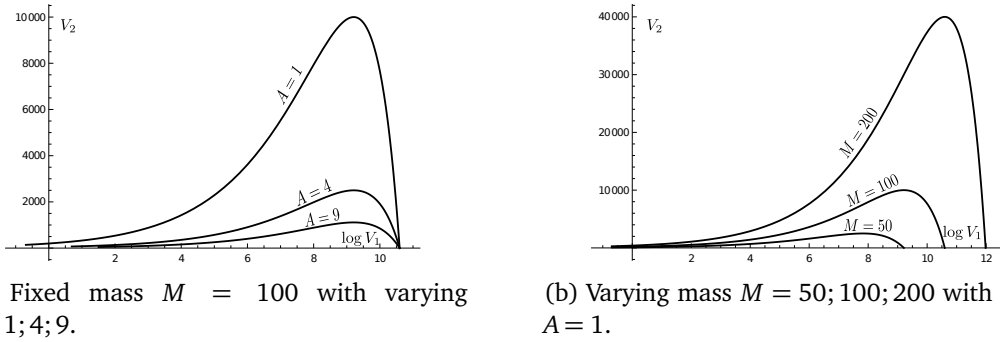 10000
V₂
8000
6000
4000
2000
A = 1
A = 4
A = 9
log V₁
2 4 6 8 10
40000
V₂
30000
20000
10000
M = 200
M = 100
M = 50
log V₁
2 4 6 8 10 12
Fixed mass M = 100 with varying
1; 4; 9.
(b) Varying mass M = 50; 100; 200 with
A = 1.